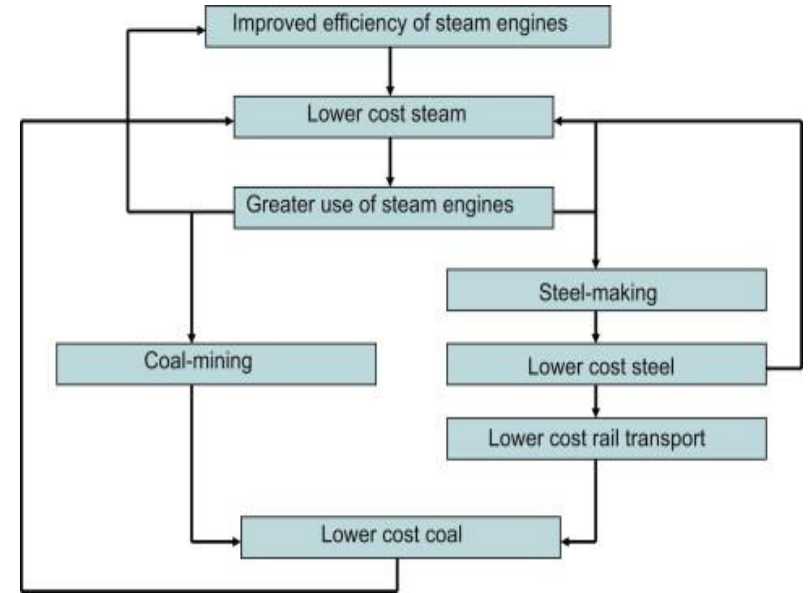 Improved efficiency of steam engines
Lower cost steam
Greater use of steam engines
Steel-making
Coal-mining
Lower cost steel
Lower cost rail transport
Lower cost coal